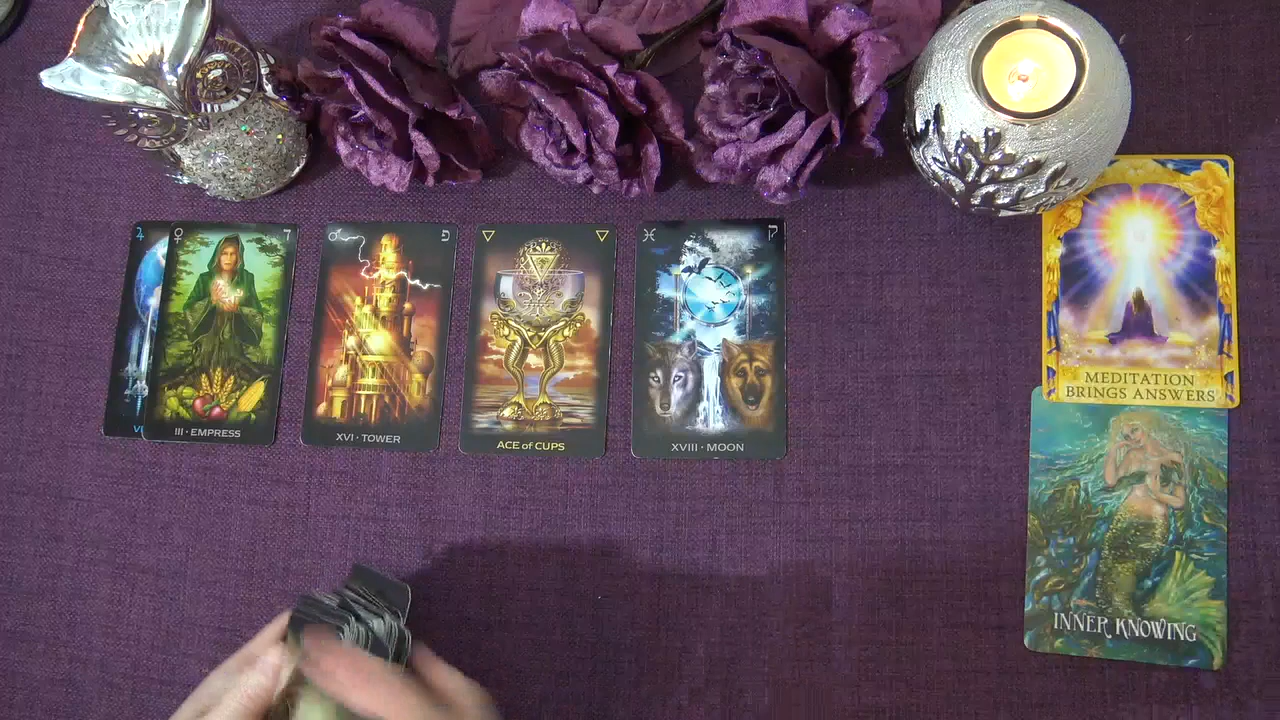 III · EMPRESS
XVI · TOWER
ACE of CUPS
XVIII · MOON
MEDITATION
BRINGS ANSWERS
INNER KNOWING